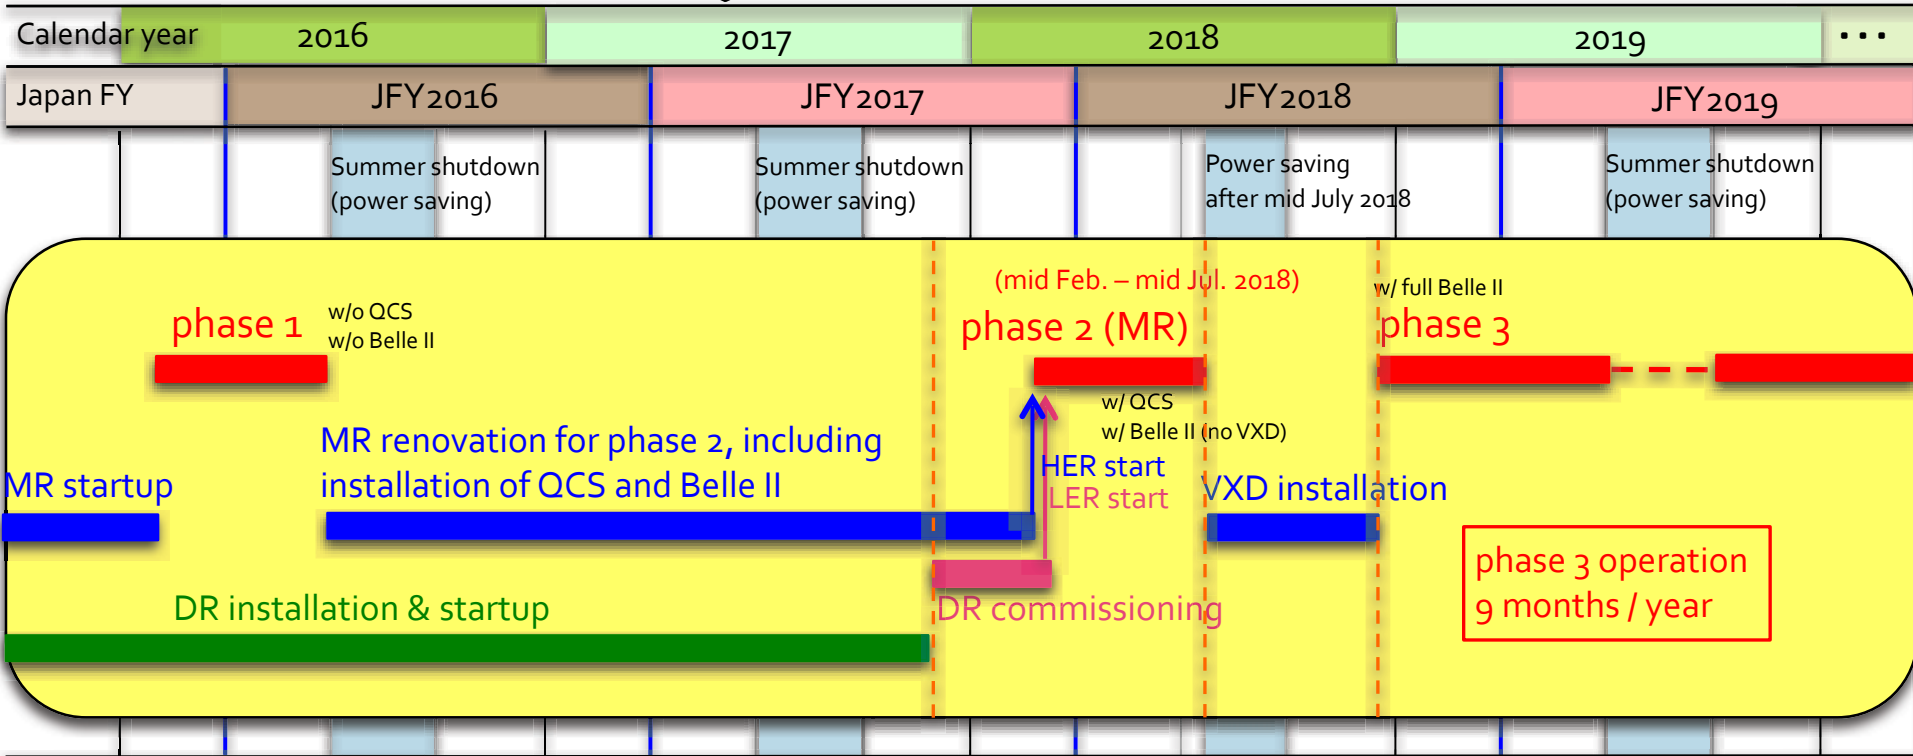 Calendar year 2016 2017 2018 2019 ...
Japan FY JFY2016 JFY2017 JFY2018 JFY2019
Summer shutdown
(power saving)
Summer shutdown
(power saving)
Power saving
after mid July 2018
Summer shutdown
(power saving)
(mid Feb. – mid Jul. 2018)
phase 1
w/o QCS
w/o Belle II
phase 2 (MR)
w/ full Belle II
phase 3
w/ QCS
w/ Belle II (no VXD)
MR startup
MR renovation for phase 2, including
installation of QCS and Belle II
HER start
LER start
VXD installation
DR installation & startup
DR commissioning
phase 3 operation
9 months / year